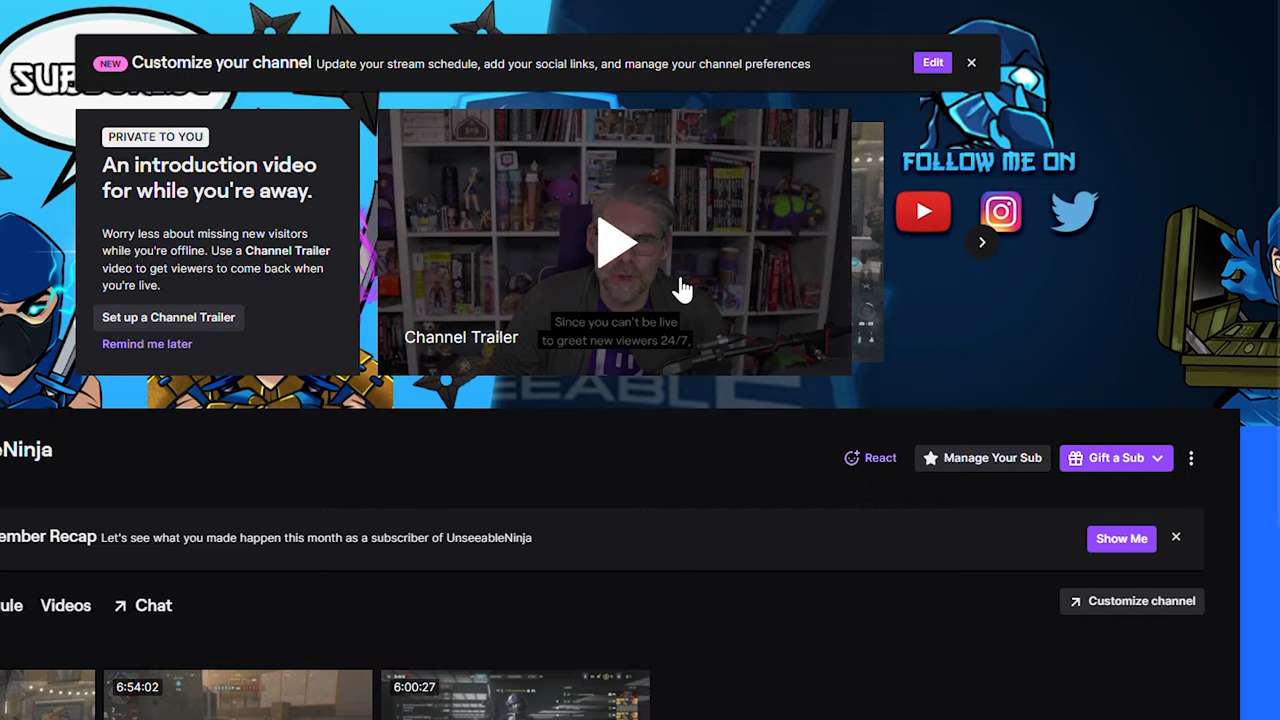 NEW Customize your channel Update your stream schedule, add your social links, and manage your channel preferences Edit
PRIVATE TO YOU
An introduction video
for while you're away.
Worry less about missing new visitors
while you're offline. Use a Channel Trailer
video to get viewers to come back when
you're live.
Set up a Channel Trailer
Remind me later
Since you can't be live
to greet new viewers 24/7,
Channel Trailer
FOLLOW ME ON
eNinja
React
Manage Your Sub
Gift a Sub
ember Recap Let's see what you made happen this month as a subscriber of UnseeableNinja
Show Me
ule Videos Chat
Customize channel
6:54:02
6:00:27